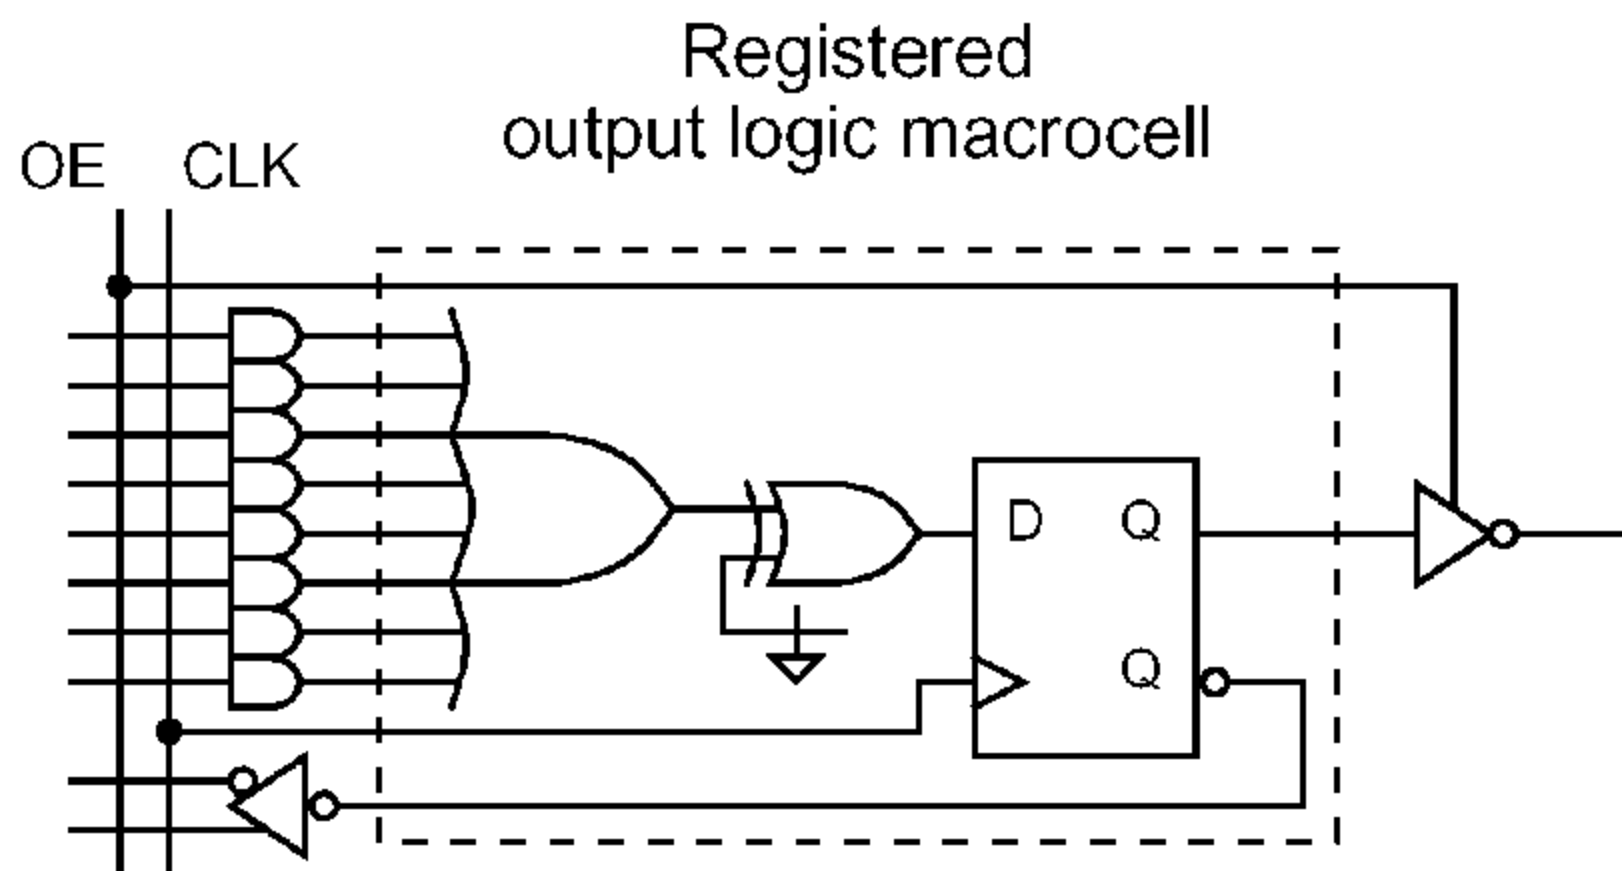 Registered
output logic macrocell
OE CLK
D Q
Q